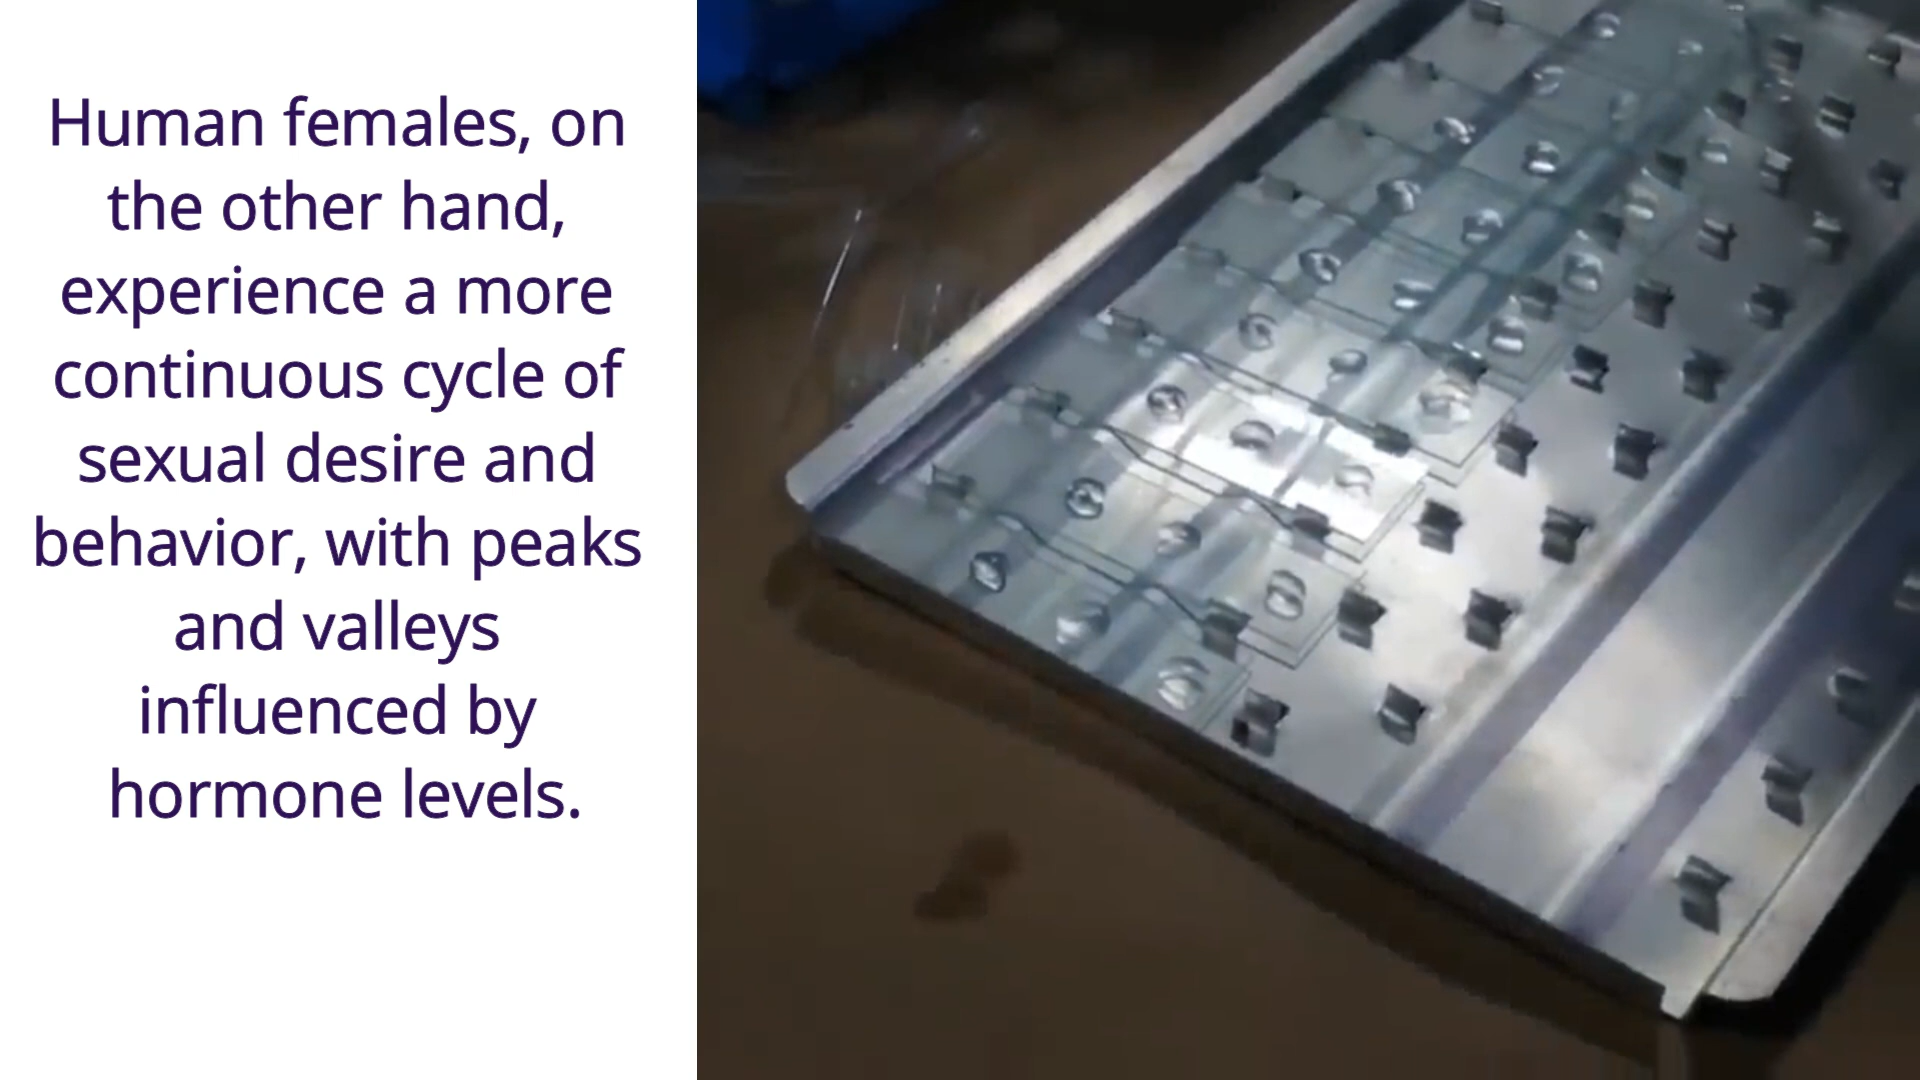 Human females, on
the other hand,
experience a more
continuous cycle of
sexual desire and
behavior, with peaks
and valleys
influenced by
hormone levels.